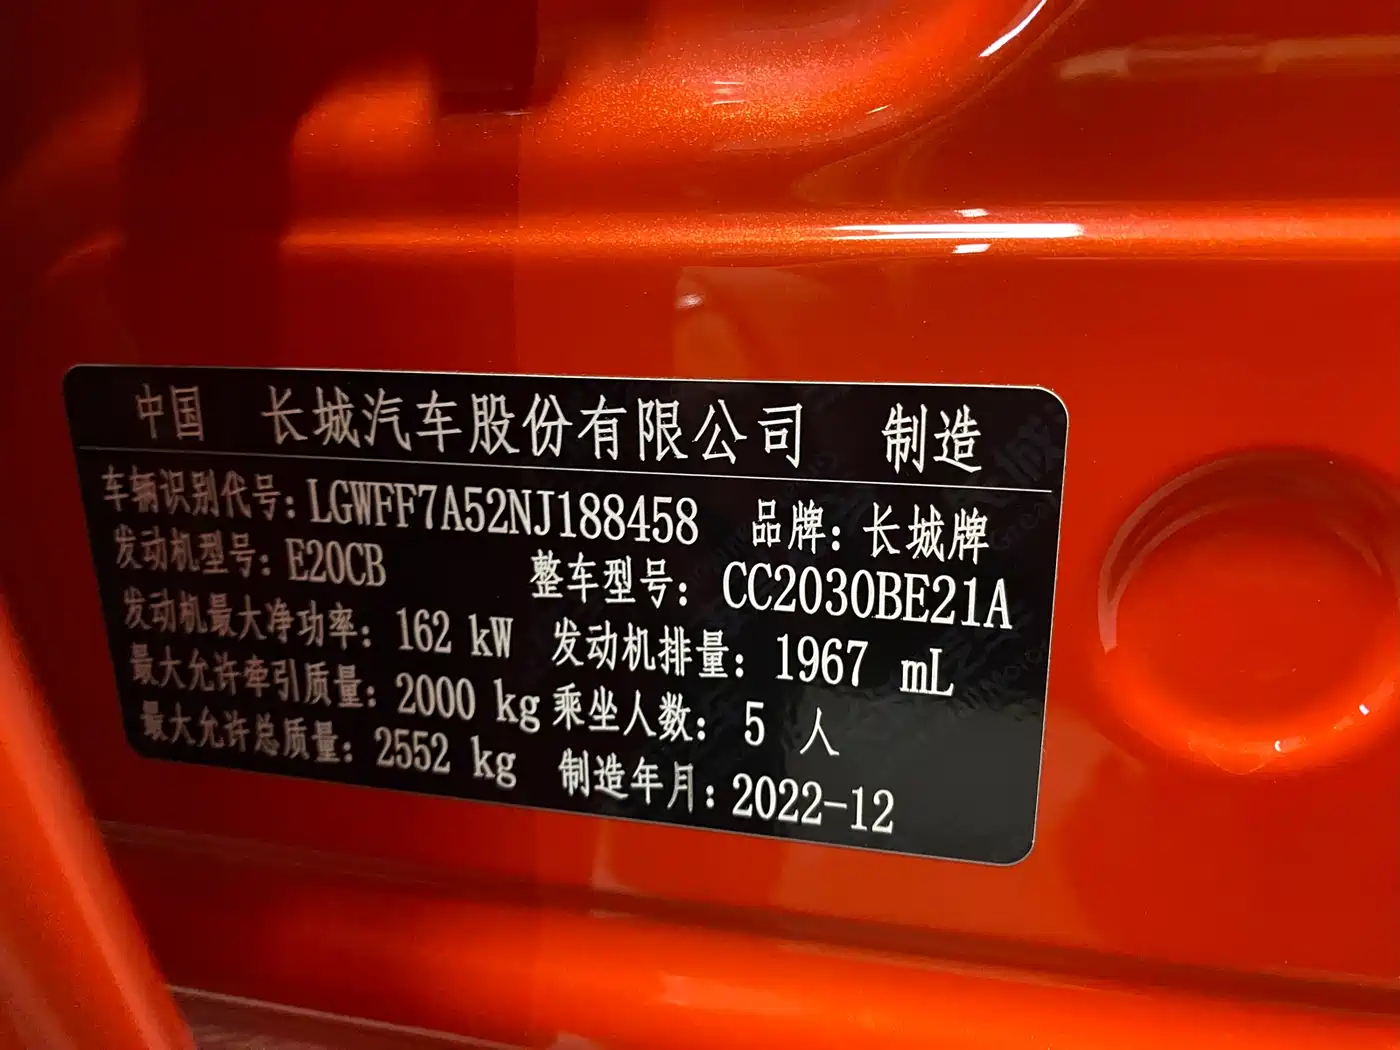 中国 长城汽车股份有限公司 制造
车辆识别代号: LGWFF7A52NJ188458 品牌: 长城牌
发动机型号: E20CB 整车型号: CC2030BE21A
发动机最大净功率: 162 kW 发动机排量: 1967 mL
最大允许牵引质量: 2000 kg 乘坐人数: 5 人
最大允许总质量: 2552 kg 制造年月: 2022-12